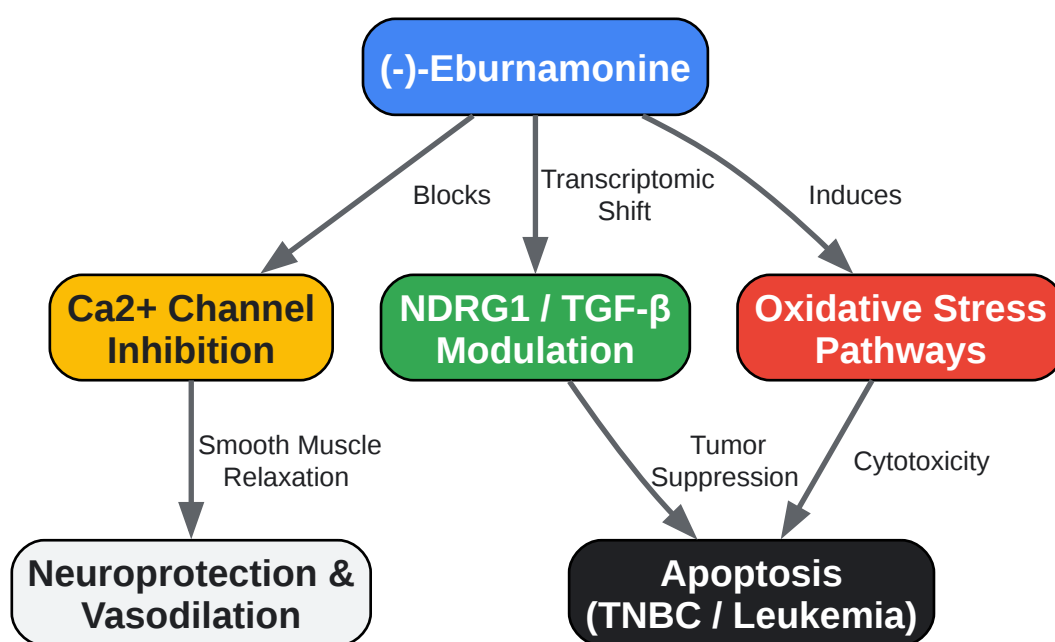 (-)-Eburnamonine
Blocks
Transcriptomic
Shift
Induces
Ca2+ Channel
Inhibition
NDRG1 / TGF-β
Modulation
Oxidative Stress
Pathways
Smooth Muscle
Relaxation
Tumor
Suppression
Cytotoxicity
Neuroprotection &
Vasodilation
Apoptosis
(TNBC / Leukemia)